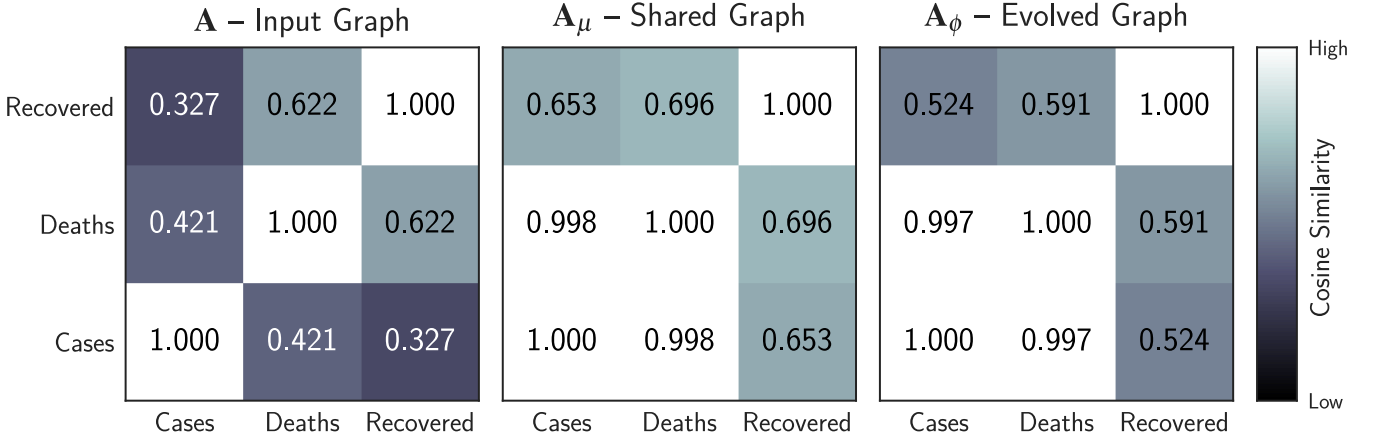 A – Input Graph
Aμ – Shared Graph
Aϕ – Evolved Graph
Recovered 0.327 0.622 1.000 0.653 0.696 1.000 0.524 0.591 1.000
Deaths 0.421 1.000 0.622 0.998 1.000 0.696 0.997 1.000 0.591
Cases 1.000 0.421 0.327 1.000 0.998 0.653 1.000 0.997 0.524
Cases Deaths Recovered Cases Deaths Recovered Cases Deaths Recovered
High
Cosine Similarity
Low